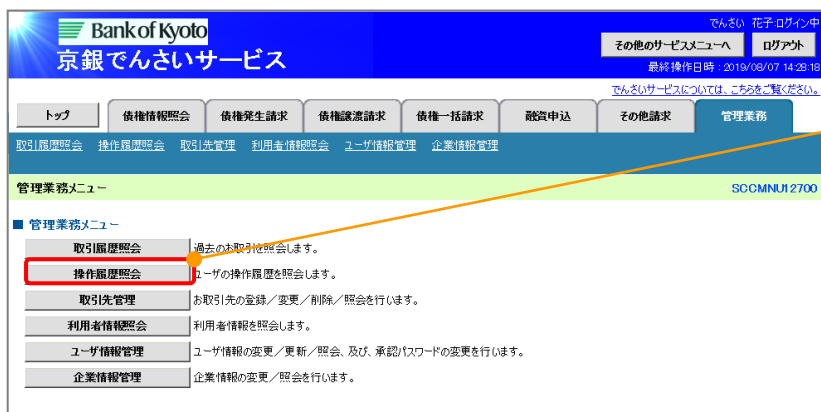 Bank of Kyoto
京銀でんさいサービス
でんさい 花子:ログイン中
その他のサービスメニューへ ログアウト
最終操作日時:2019/08/07 14:28:18
でんさいサービスについては、こちらをご覧ください。
トップ 債権情報照会 債権発生請求 債権譲渡請求 債権一括請求 融資申込 その他請求 管理業務
取引履歴照会 操作履歴照会 取引先管理 利用者情報照会 ユーザ情報管理 企業情報管理
管理業務メニュー SCCMNU12700
■ 管理業務メニュー
取引履歴照会 過去のお取引を照会します。
操作履歴照会 ユーザの操作履歴を照会します。
取引先管理 お取引先の登録/変更/削除/照会を行います。
利用者情報照会 利用者情報を照会します。
ユーザ情報管理 ユーザ情報の変更/更新/照会、及び、承認パスワードの変更を行います。
企業情報管理 企業情報の変更/照会を行います。